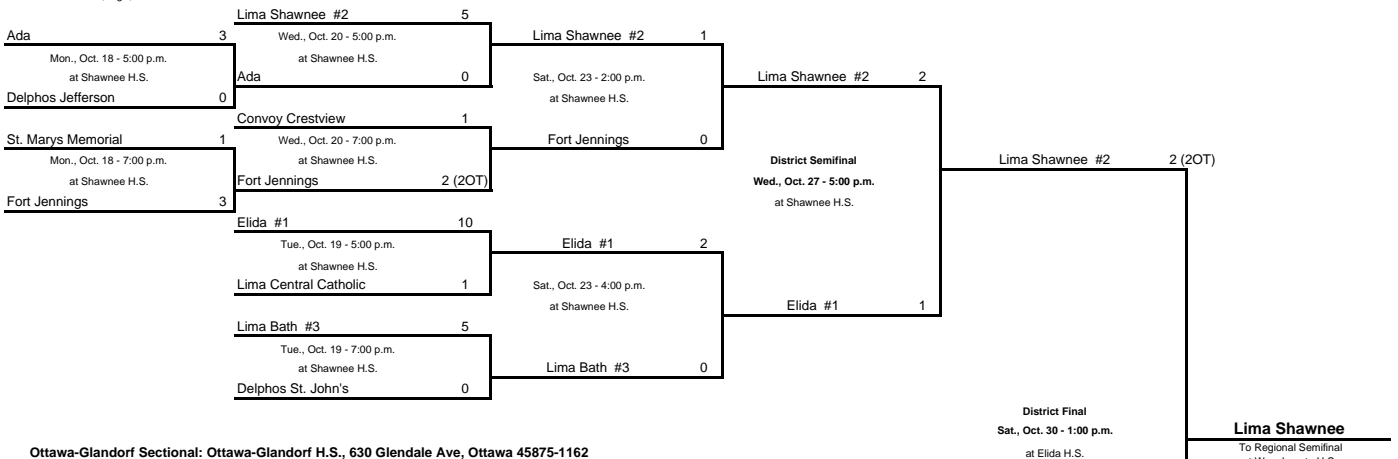 Lima Shawnee #2 5
Ada 3
Wed., Oct. 20 - 5:00 p.m.
Lima Shawnee #2 1
Mon., Oct. 18 - 5:00 p.m.
at Shawnee H.S.
at Shawnee H.S.
Ada 0
Sat., Oct. 23 - 2:00 p.m.
Lima Shawnee #2 2
Delphos Jefferson 0
at Shawnee H.S.
Convoy Crestview 1
St. Marys Memorial 1
Wed., Oct. 20 - 7:00 p.m.
Fort Jennings 0
Mon., Oct. 18 - 7:00 p.m.
at Shawnee H.S.
District Semifinal
Lima Shawnee #2 2 (2OT)
at Shawnee H.S.
Fort Jennings 2 (2OT)
Wed., Oct. 27 - 5:00 p.m.
Fort Jennings 3
at Shawnee H.S.
Elida #1 10
Tue., Oct. 19 - 5:00 p.m.
Elida #1 2
at Shawnee H.S.
Lima Central Catholic 1
Sat., Oct. 23 - 4:00 p.m.
at Shawnee H.S.
Elida #1 1
Lima Bath #3 5
Tue., Oct. 19 - 7:00 p.m.
at Shawnee H.S.
Lima Bath #3 0
Delphos St. John's 0
District Final
Sat., Oct. 30 - 1:00 p.m.
Lima Shawnee
Ottawa-Glandorf Sectional: Ottawa-Glandorf H.S., 630 Glendale Ave, Ottawa 45875-1162
at Elida H.S.
To Regional Semifinal